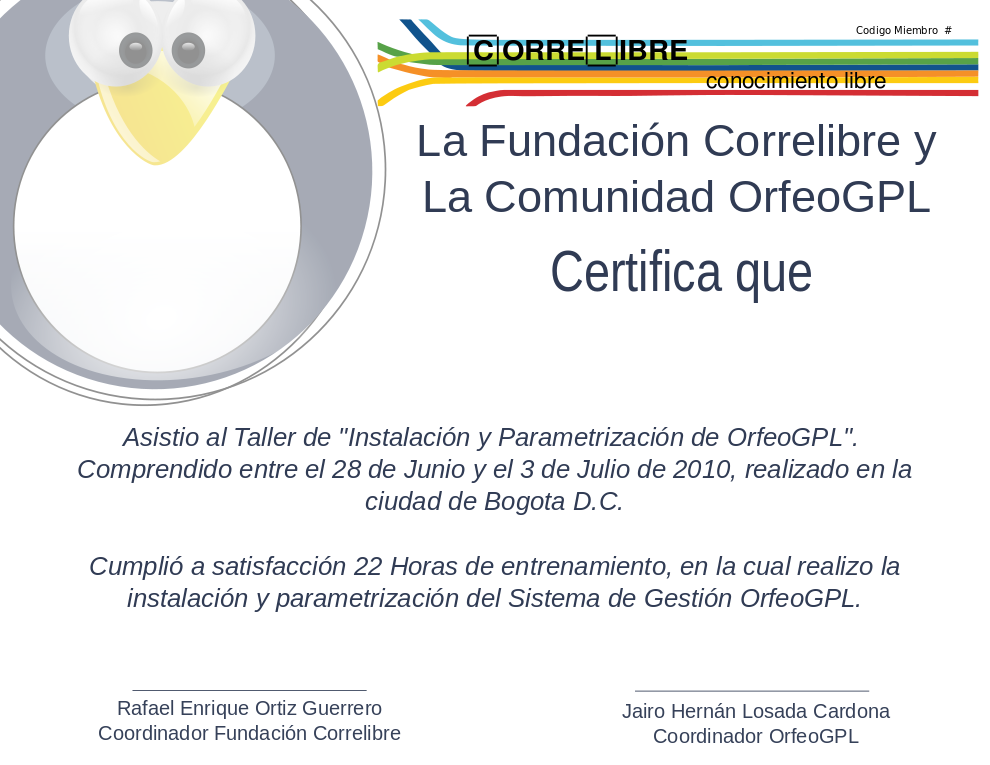 Codigo Miembro #
CORRELIBRE
conocimiento libre
La Fundación Correlibre y
La Comunidad OrfeoGPL
Certifica que
Asistio al Taller de "Instalación y Parametrización de OrfeoGPL".
Comprendido entre el 28 de Junio y el 3 de Julio de 2010, realizado en la
ciudad de Bogota D.C.
Cumplió a satisfacción 22 Horas de entrenamiento, en la cual realizo la
instalación y parametrización del Sistema de Gestión OrfeoGPL.
Rafael Enrique Ortiz Guerrero
Coordinador Fundación Correlibre
Jairo Hernán Losada Cardona
Coordinador OrfeoGPL